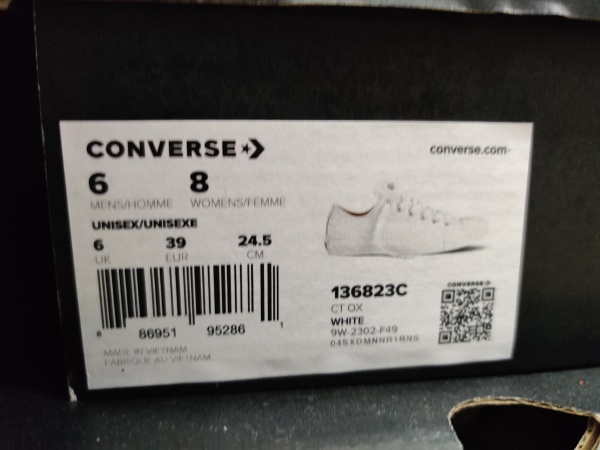 CONVERSE
converse.com
6 8
MENS/HOMME WOMENS/FEMME
UNISEX/UNISEXE
6 39 24.5
UK EUR CM
8 86951 95286 1
MADE IN VIETNAM
FABRIQUE AU VIETNAM
136823C
CT OX
WHITE
9W-2302-F49
CONVERSE